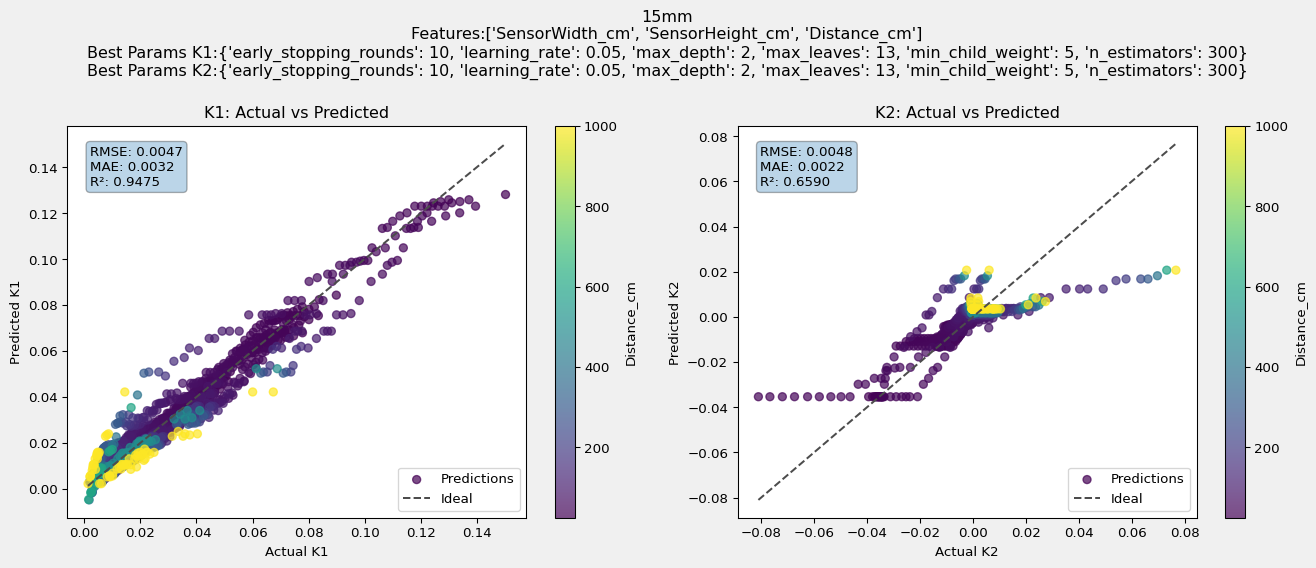 15mm
Features:['SensorWidth_cm', 'SensorHeight_cm', 'Distance_cm']
Best Params K1:{'early_stopping_rounds': 10, 'learning_rate': 0.05, 'max_depth': 2, 'max_leaves': 13, 'min_child_weight': 5, 'n_estimators': 300}
Best Params K2:{'early_stopping_rounds': 10, 'learning_rate': 0.05, 'max_depth': 2, 'max_leaves': 13, 'min_child_weight': 5, 'n_estimators': 300}
K1: Actual vs Predicted
RMSE: 0.0047
MAE: 0.0032
R²: 0.9475
0.14
0.12
0.10
0.08
0.06
0.04
0.02
0.00
Predicted K1
Predictions
Ideal
0.00 0.02 0.04 0.06 0.08 0.10 0.12 0.14
Actual K1
1000
800
600
400
200
Distance_cm
K2: Actual vs Predicted
RMSE: 0.0048
MAE: 0.0022
R²: 0.6590
0.08
0.06
0.04
0.02
0.00
−0.02
−0.04
−0.06
−0.08
Predicted K2
Predictions
Ideal
−0.08 −0.06 −0.04 −0.02 0.00 0.02 0.04 0.06 0.08
Actual K2
1000
800
600
400
200
Distance_cm